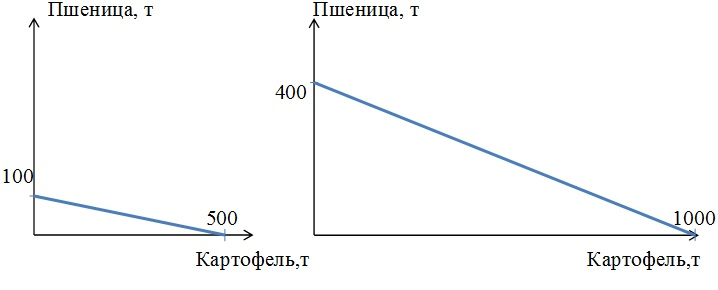 Пшеница, т
100
500
Картофель,т
Пшеница, т
400
1000
Картофель,т